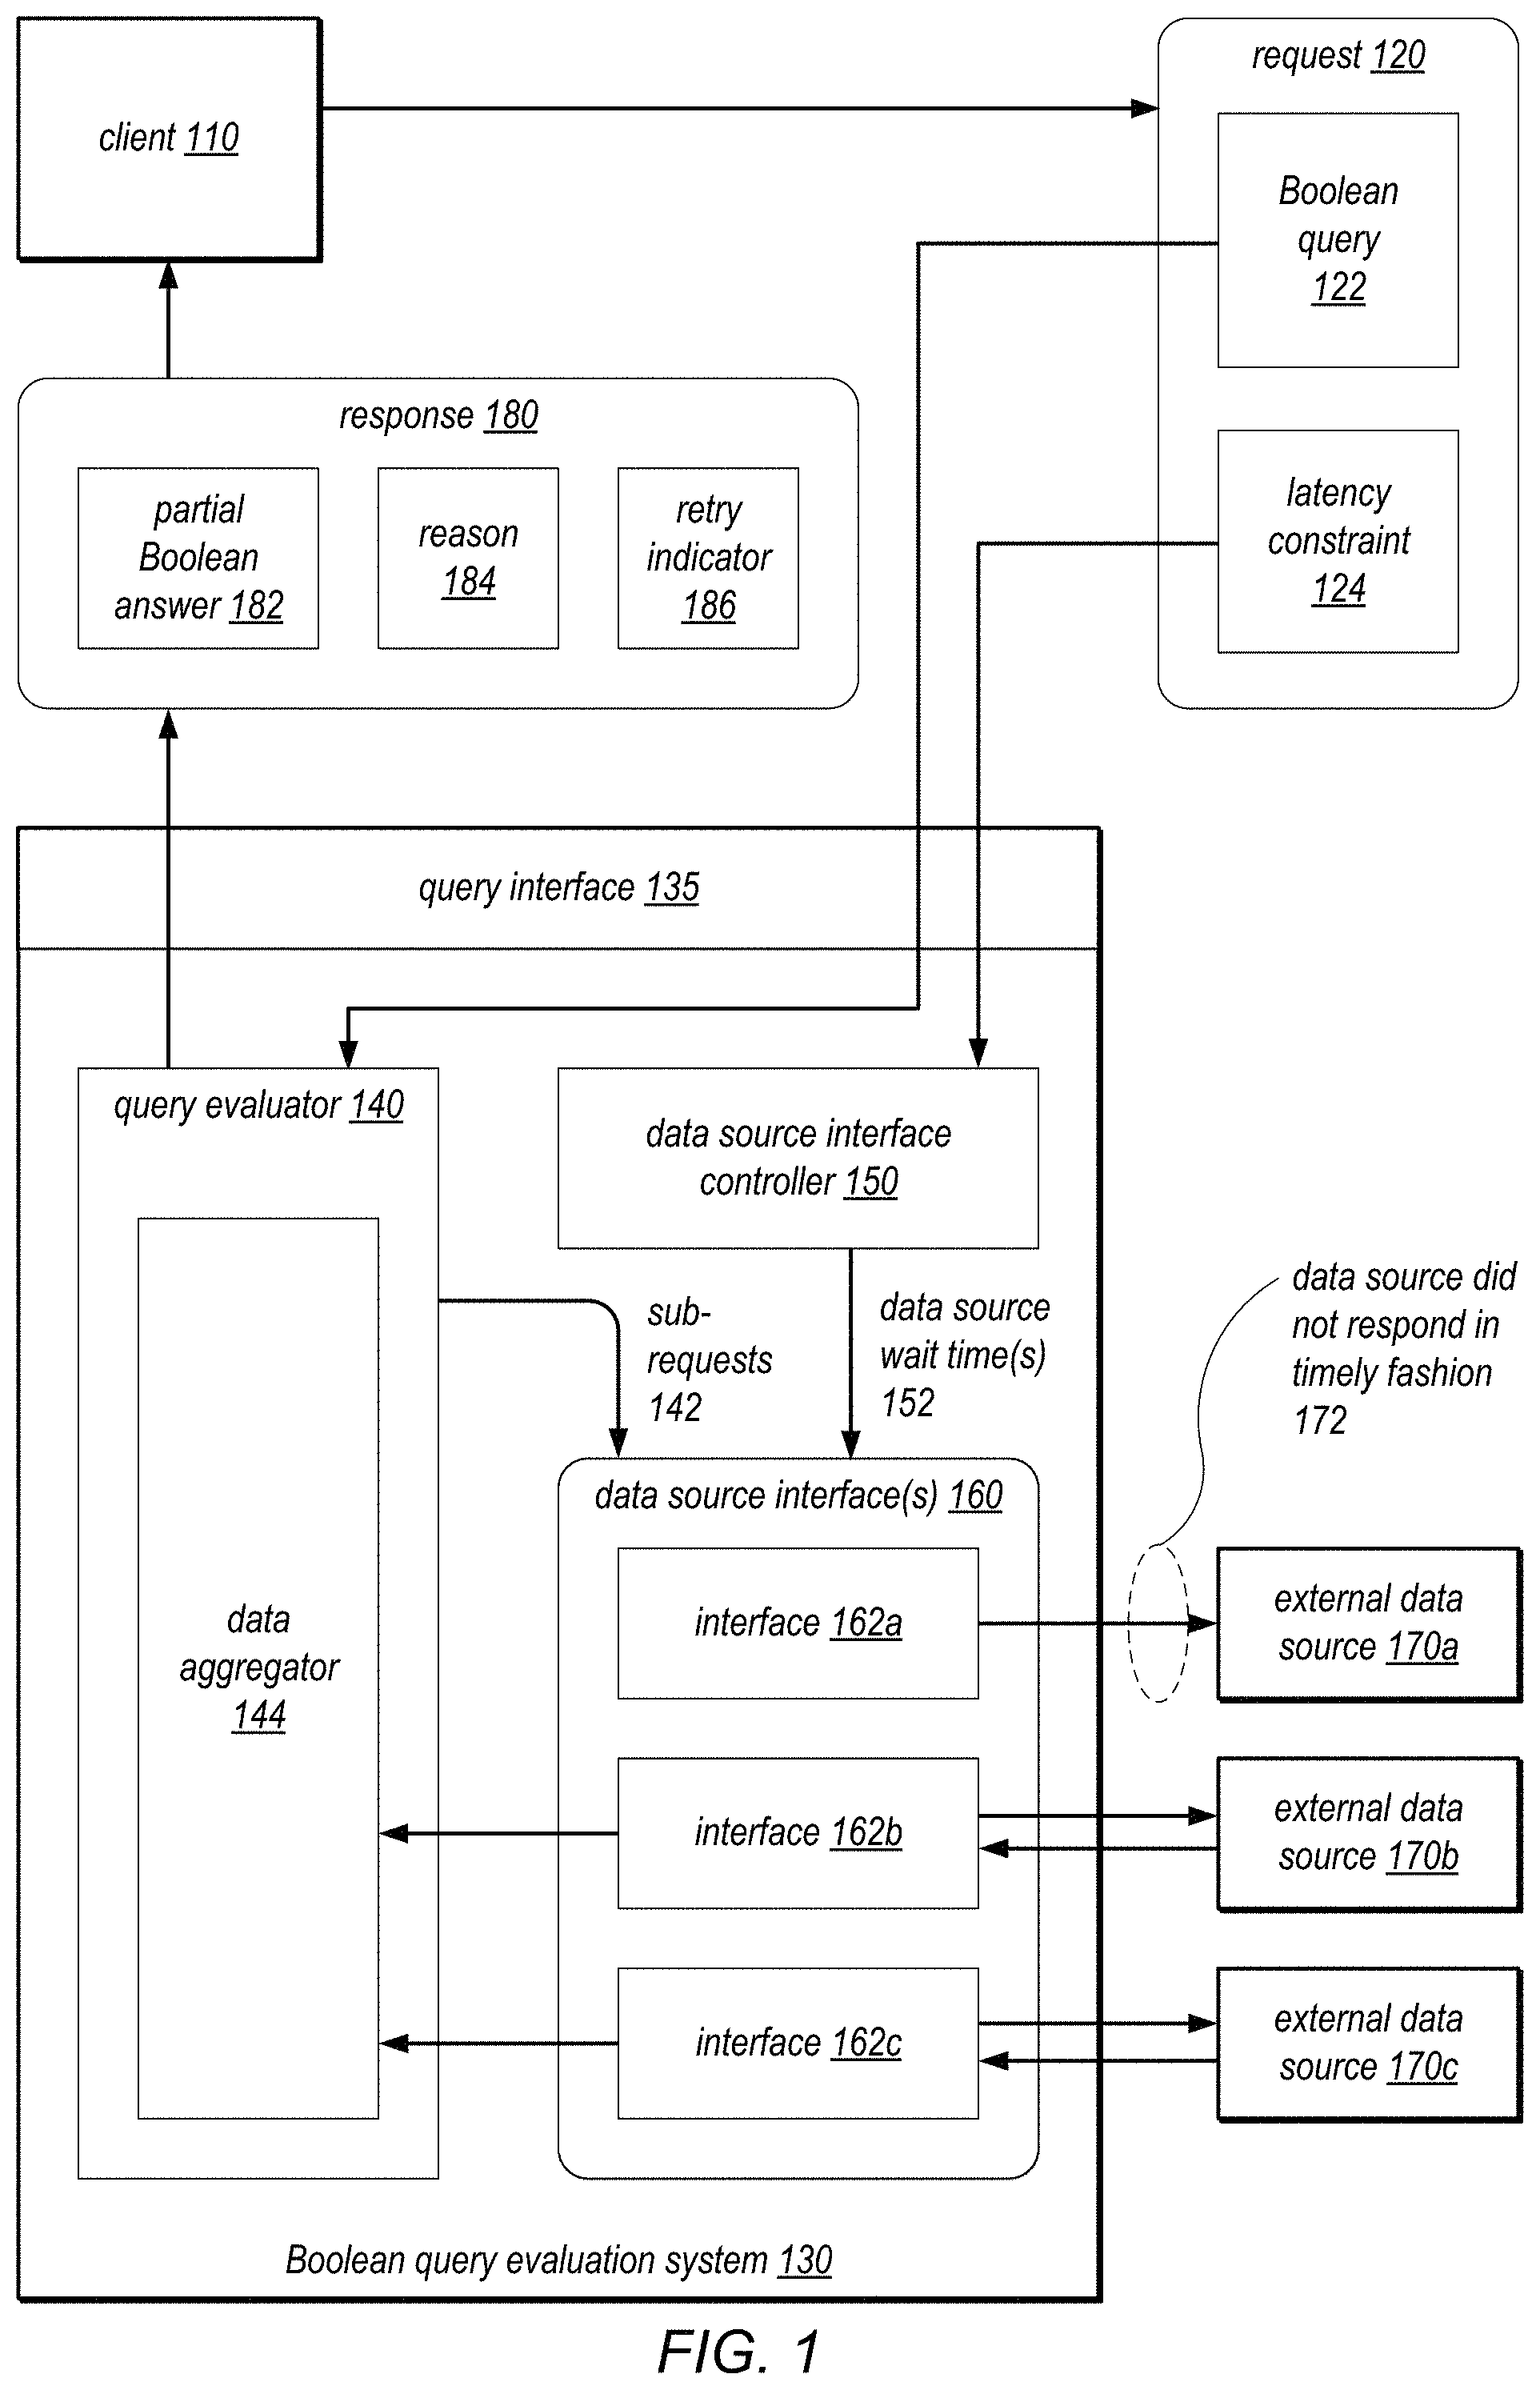 client 110
request 120
Boolean
query
122
latency
constraint
124
response 180
partial
Boolean
answer 182
reason
184
retry
indicator
186
query interface 135
query evaluator 140
data
aggregator
144
data source interface
controller 150
sub-
requests
142
data source
wait time(s)
152
data source did
not respond in
timely fashion
172
data source interface(s) 160
interface 162a
external data
source 170a
interface 162b
external data
source 170b
interface 162c
external data
source 170c
Boolean query evaluation system 130
FIG. 1